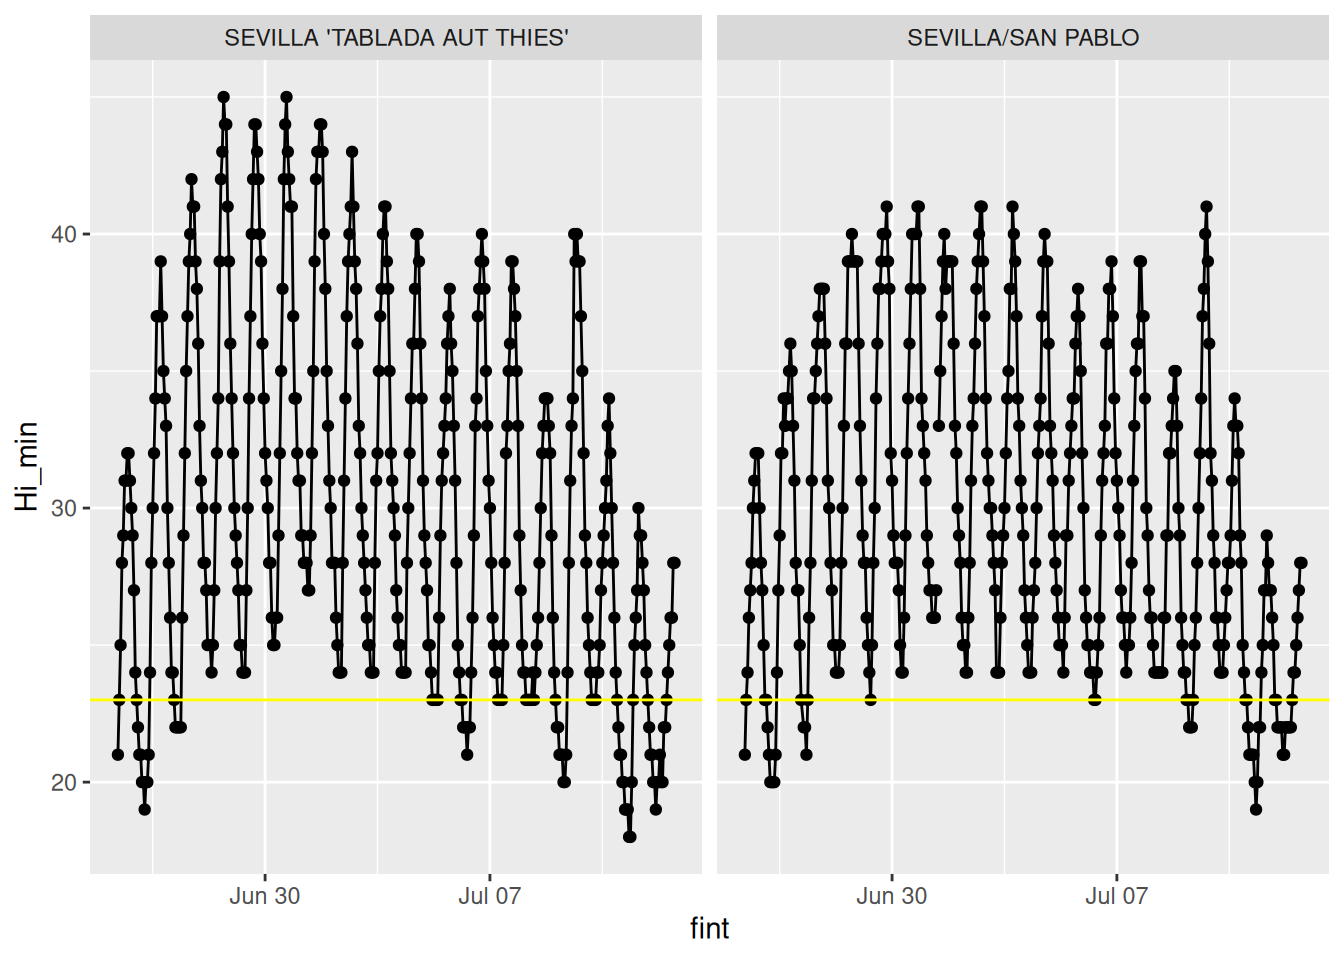 SEVILLA 'TABLADA AUT THIES'
SEVILLA/SAN PABLO
Hi_min
40
30
20
Jun 30
Jul 07
Jun 30
Jul 07
fint